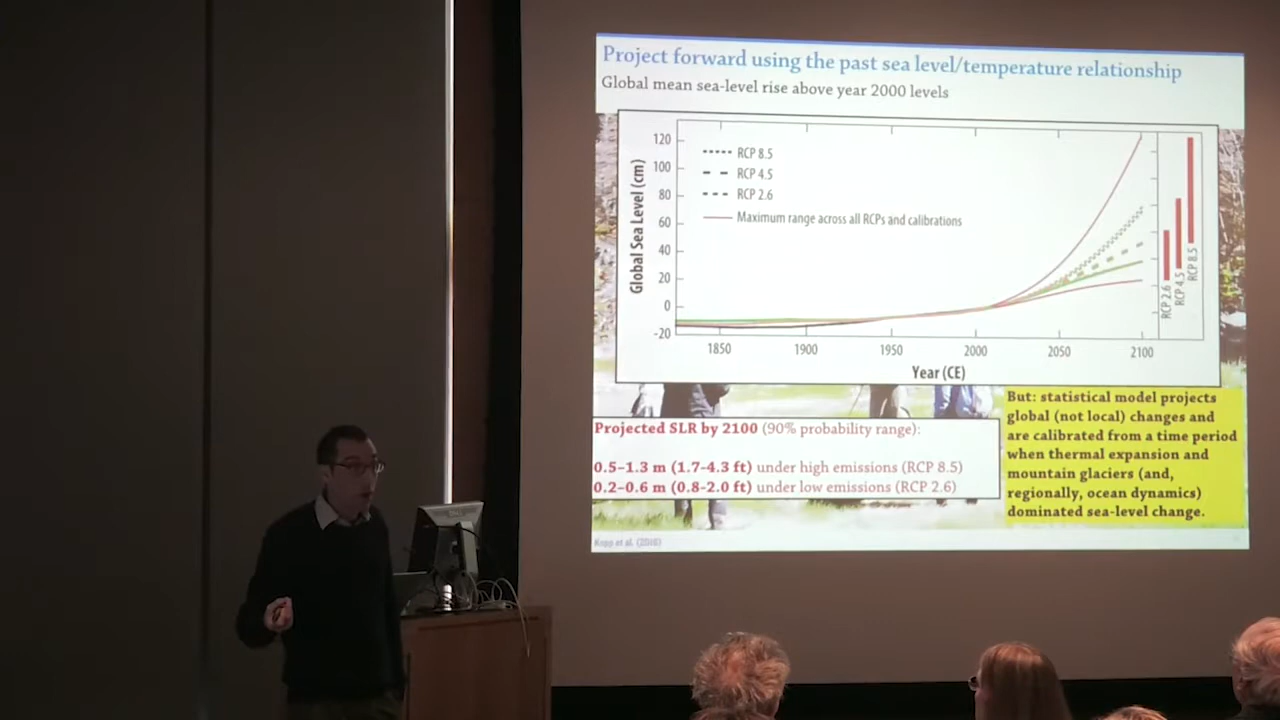 Project forward using the past sea level/temperature relationship
Global mean sea-level rise above year 2000 levels
120
100
80
60
40
20
0
-20
Global Sea Level (cm)
RCP 8.5
RCP 4.5
RCP 2.6
Maximum range across all RCPs and calibrations
1850
1900
1950
2000
2050
2100
Year (CE)
RCP 2.6
RCP 4.5
RCP 8.5
Projected SLR by 2100 (90% probability range):
0.5–1.3 m (1.7-4.3 ft) under high emissions (RCP 8.5)
0.2–0.6 m (0.8-2.0 ft) under low emissions (RCP 2.6)
But: statistical model projects
global (not local) changes and
are calibrated from a time period
when thermal expansion and
mountain glaciers (and,
regionally, ocean dynamics)
dominated sea-level change.
Kopp et al. (2016)